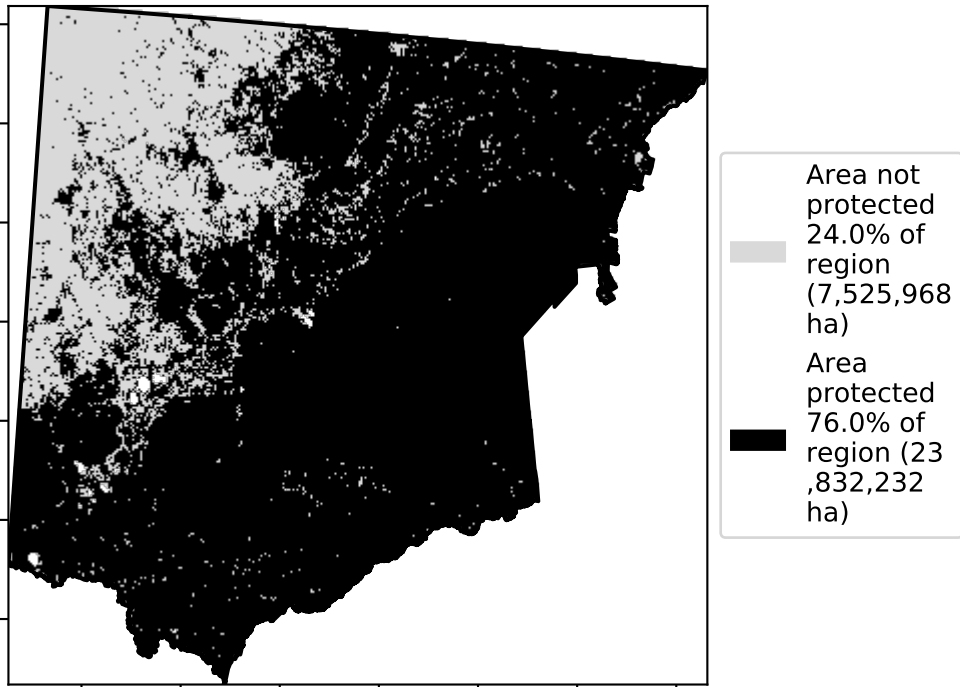 Area not
protected
24.0% of
region
(7,525,968
ha)
Area
protected
76.0% of
region (23
,832,232
ha)